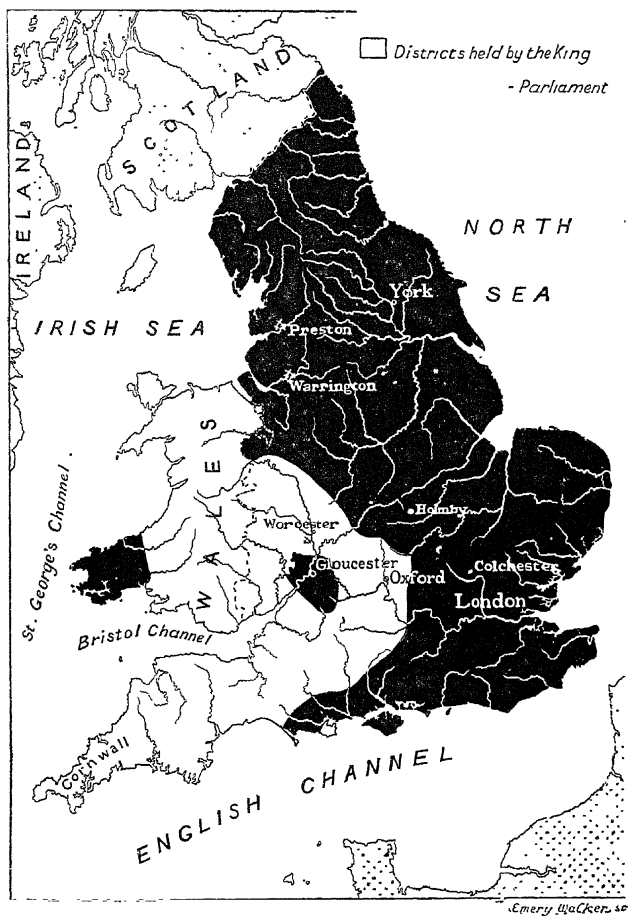 Districts held by the King
- Parliament
SCOTLAND
IRELAND
NORTH
SEA
York
IRISH SEA
Preston
Warrington
WALES
St. George's Channel
Worcester
Holmby
Gloucester
Oxford
Colchester
London
Bristol Channel
Cornwall
ENGLISH CHANNEL
Emery Walker sc